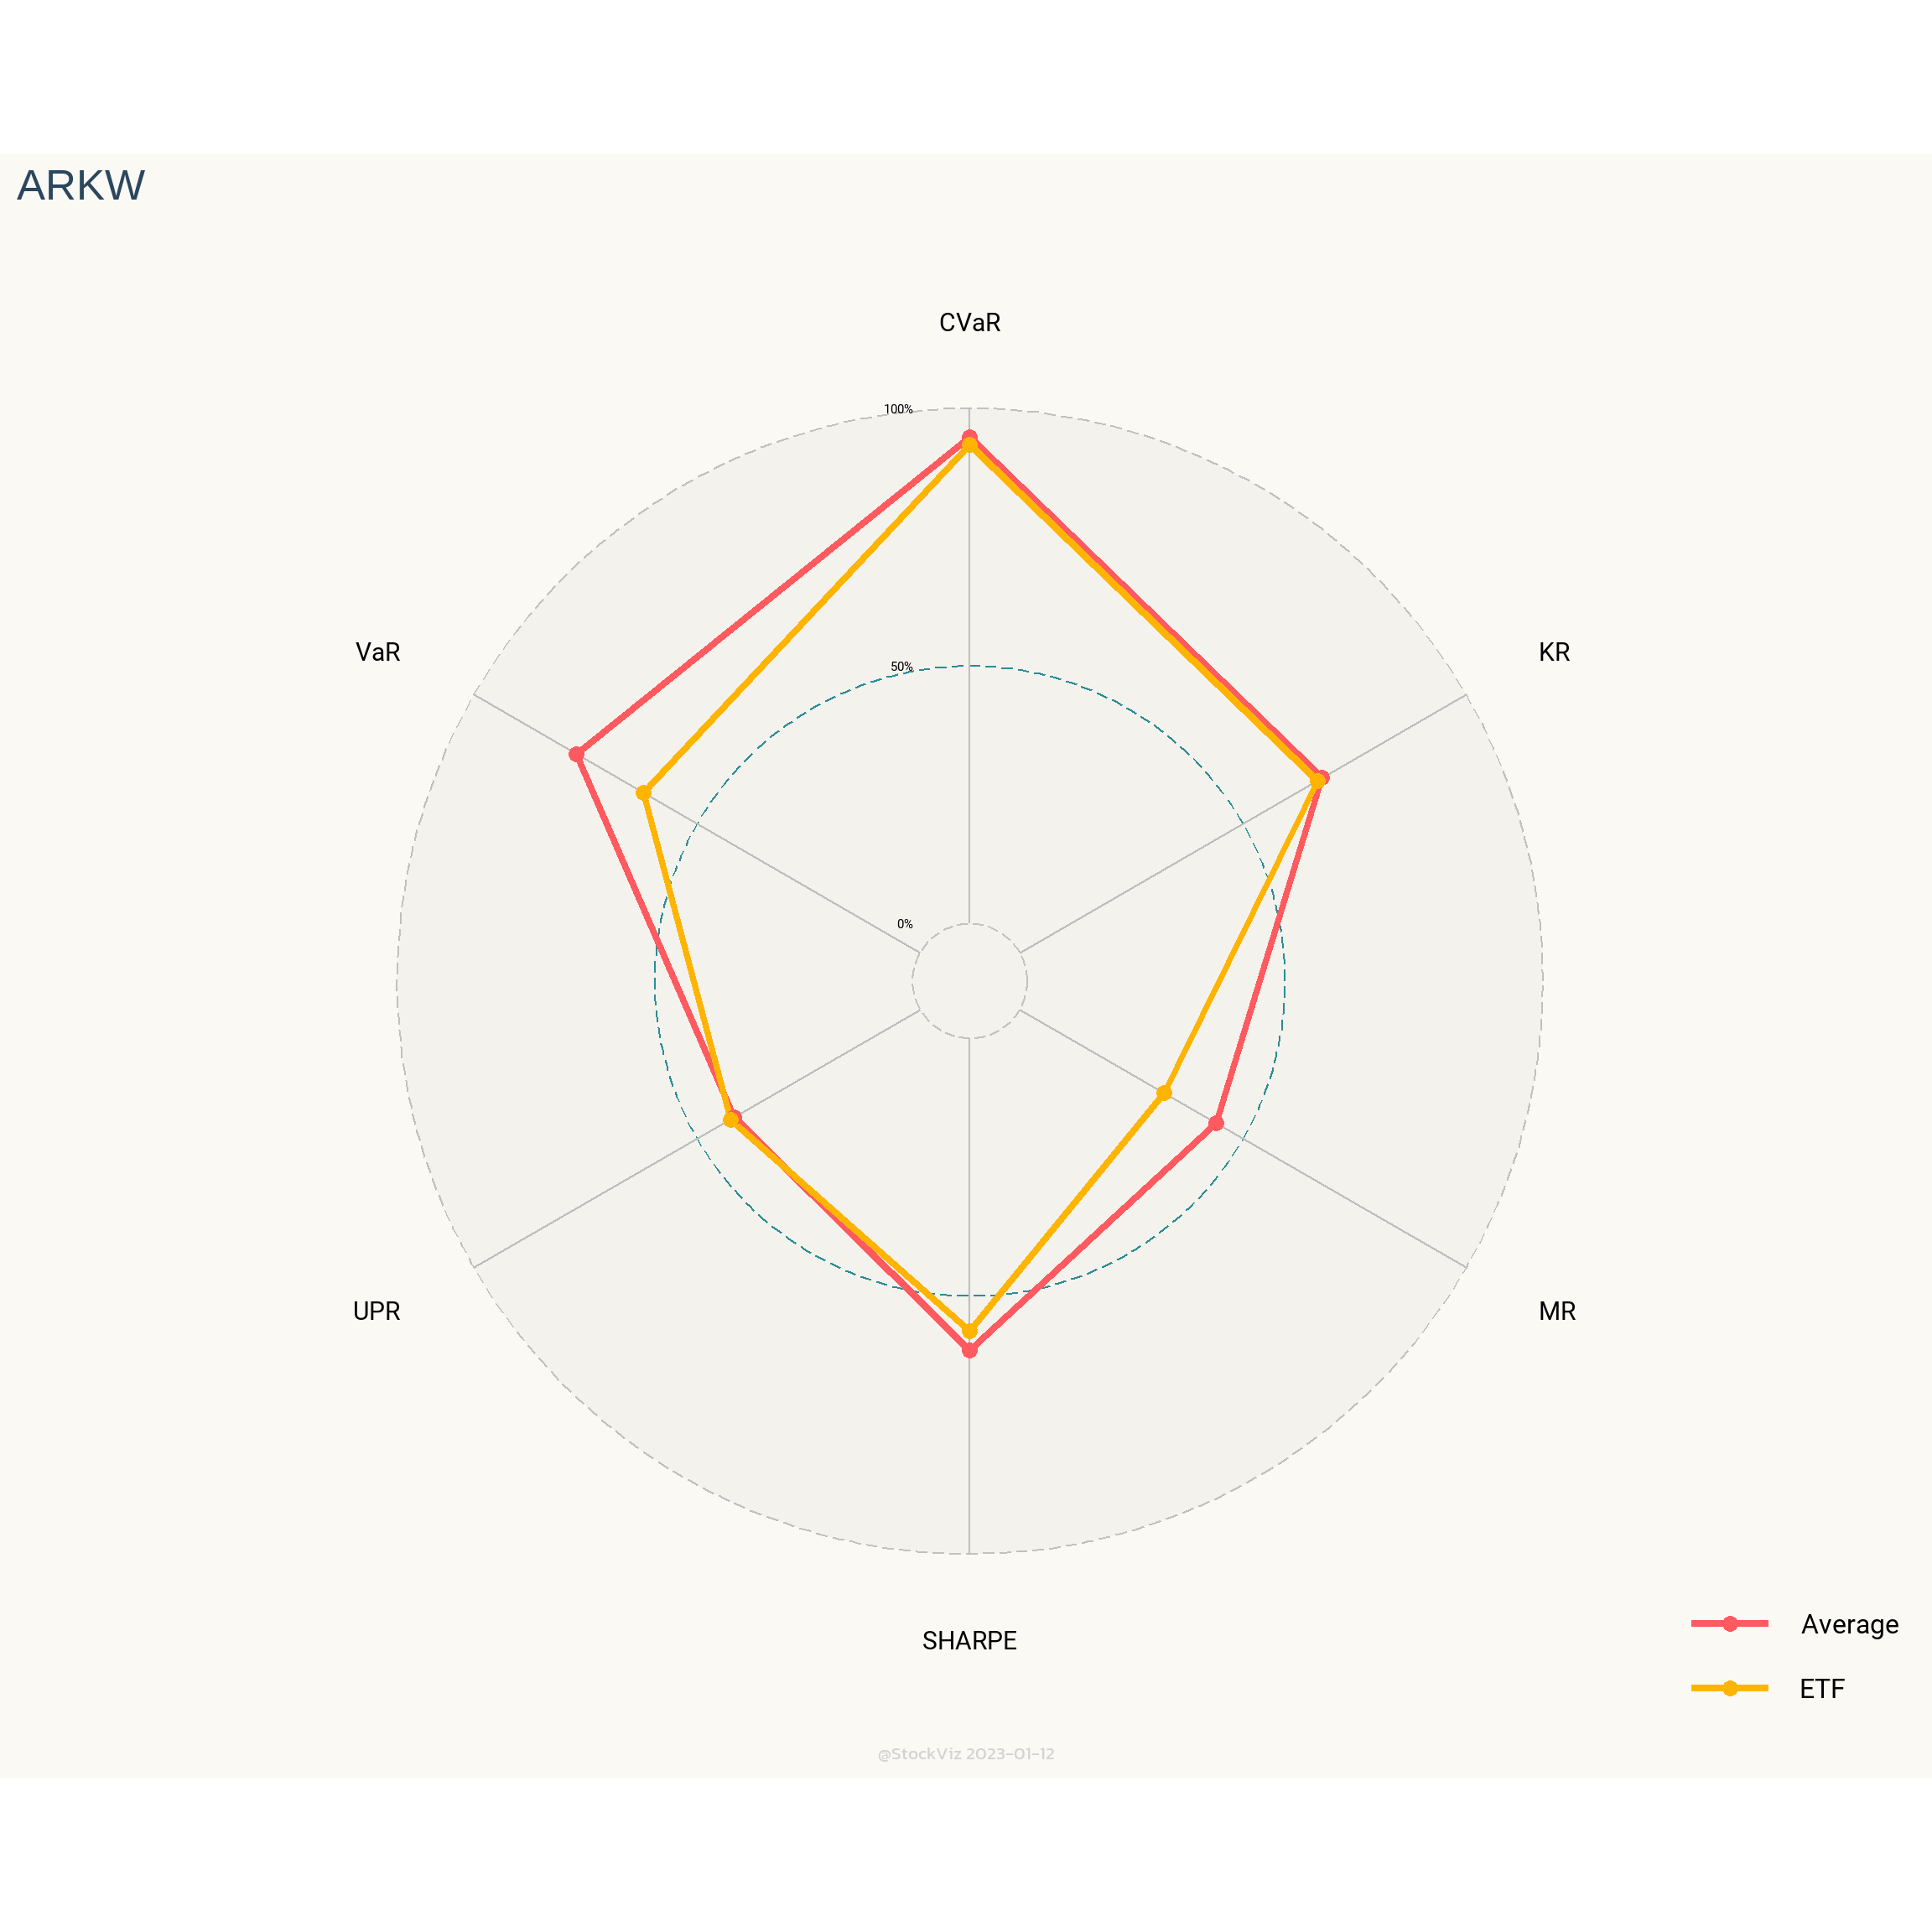 ARKW
CVaR
100%
VaR
KR
50%
0%
UPR
MR
SHARPE
Average
ETF
@StockViz 2023-01-12